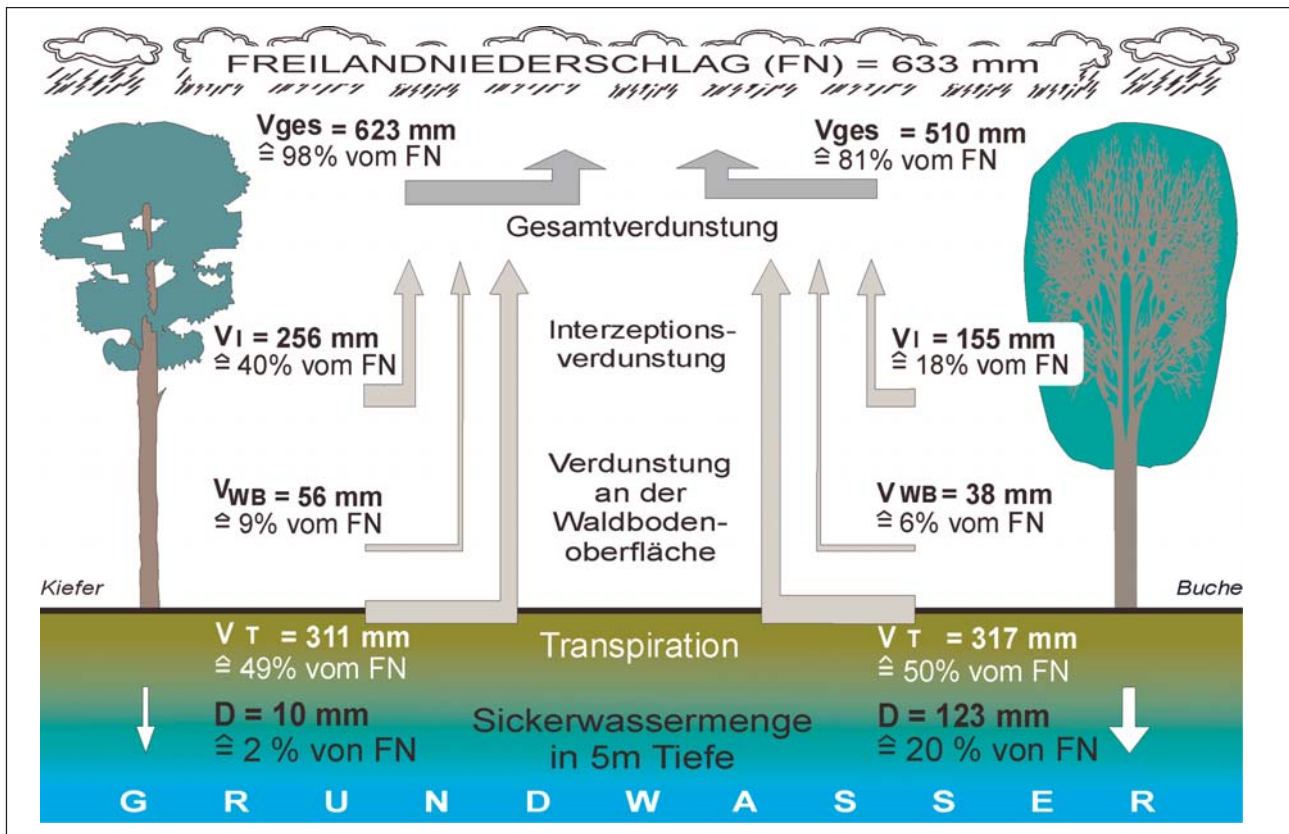 FREILANDNIEDERSCHLAG (FN) = 633 mm
Vges = 623 mm
≙ 98% vom FN
Vges = 510 mm
≙ 81% vom FN
Gesamtverdunstung
VI = 256 mm
≙ 40% vom FN
Interzeptions-
verdunstung
VI = 155 mm
≙ 18% vom FN
VWB = 56 mm
≙ 9% vom FN
Verdunstung
an der
Waldboden-
oberfläche
VWB = 38 mm
≙ 6% vom FN
Kiefer
Buche
VT = 311 mm
≙ 49% vom FN
Transpiration
VT = 317 mm
≙ 50% vom FN
D = 10 mm
≙ 2 % von FN
Sickerwassermenge
in 5m Tiefe
D = 123 mm
≙ 20 % von FN
G R U N D W A S S E R